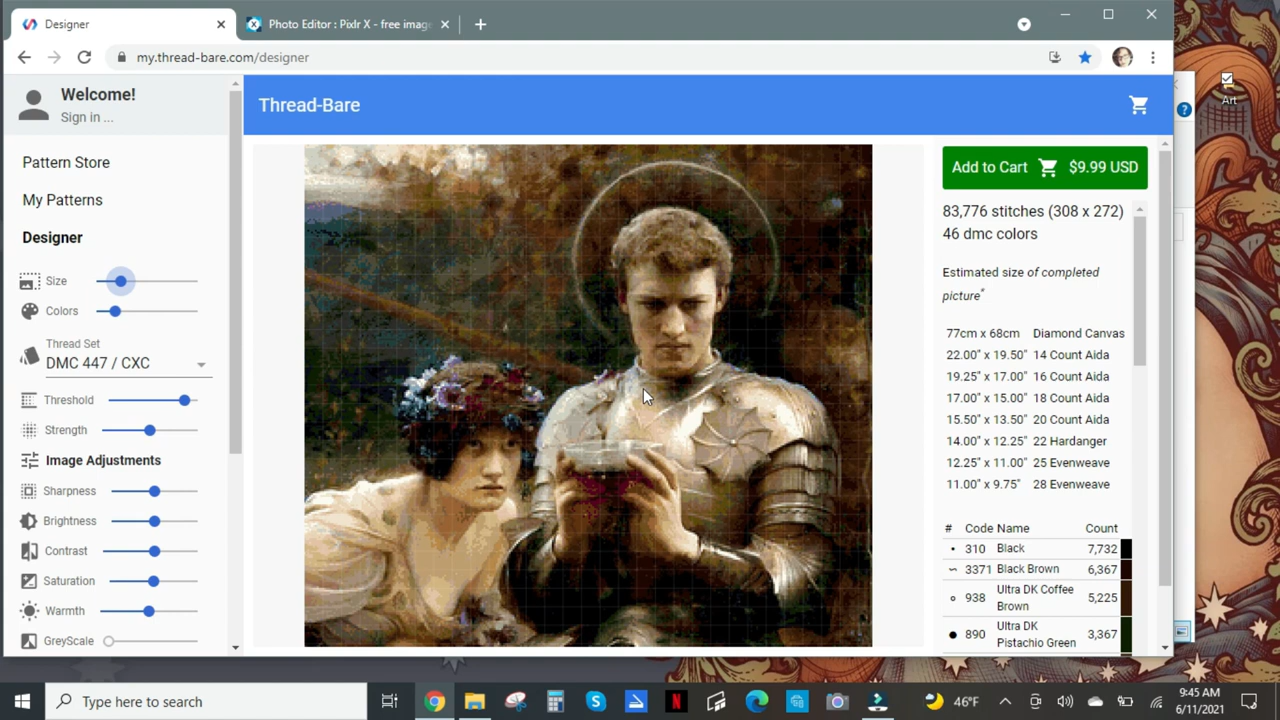 Designer
Photo Editor : Pixlr X - free imag
my.thread-bare.com/designer
Art
Welcome!
Sign in ...
Thread-Bare
Pattern Store
My Patterns
Designer
Size
Colors
Thread Set
DMC 447 / CXC
Threshold
Strength
Image Adjustments
Sharpness
Brightness
Contrast
Saturation
Warmth
GreyScale
Add to Cart $9.99 USD
83,776 stitches (308 x 272)
46 dmc colors
Estimated size of completed
picture*
77cm x 68cm Diamond Canvas
22.00" x 19.50" 14 Count Aida
19.25" x 17.00" 16 Count Aida
17.00" x 15.00" 18 Count Aida
15.50" x 13.50" 20 Count Aida
14.00" x 12.25" 22 Hardanger
12.25" x 11.00" 25 Evenweave
11.00" x 9.75" 28 Evenweave
# Code Name Count
• 310 Black 7,732
~ 3371 Black Brown 6,367
938 Ultra DK Coffee Brown 5,225
● 890 Ultra DK Pistachio Green 3,367
Type here to search
46°F
9:45 AM
6/11/2021